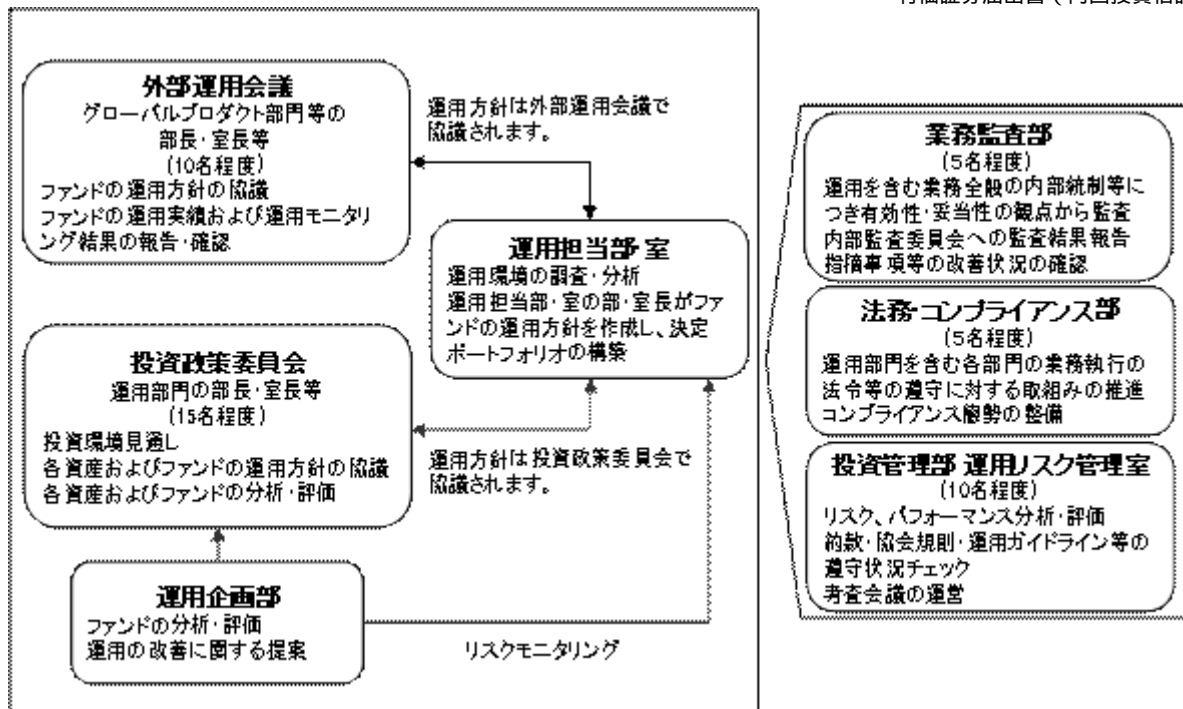 外部運用会議
グローバルプロダクト部門等の
部長・室長等
(10名程度)
ファンドの運用方針の協議
ファンドの運用実績および運用モニタリ
ング結果の報告・確認
運用方針は外部運用会議で
協議されます。
運用担当部・室
運用環境の調査・分析
運用担当部・室の部・室長がファ
ンドの運用方針を作成し、決定
ポートフォリオの構築
投資政策委員会
運用部門の部長・室長等
(15名程度)
投資環境見通し
各資産およびファンドの運用方針の協議
各資産およびファンドの分析・評価
運用方針は投資政策委員会で
協議されます。
運用企画部
ファンドの分析・評価
運用の改善に関する提案
リスクモニタリング
業務監査部
(5名程度)
運用を含む業務全般の内部統制等に
つき有効性・妥当性の観点から監査
内部監査委員会への監査結果報告
指摘事項等の改善状況の確認
法務・コンプライアンス部
(5名程度)
運用部門を含む各部門の業務執行の
法令等の遵守に対する取組みの推進
コンプライアンス態勢の整備
投資管理部 運用リスク管理室
(10名程度)
リスク、パフォーマンス分析・評価
約款・協会規則・運用ガイドライン等の
遵守状況チェック
考査会議の運営